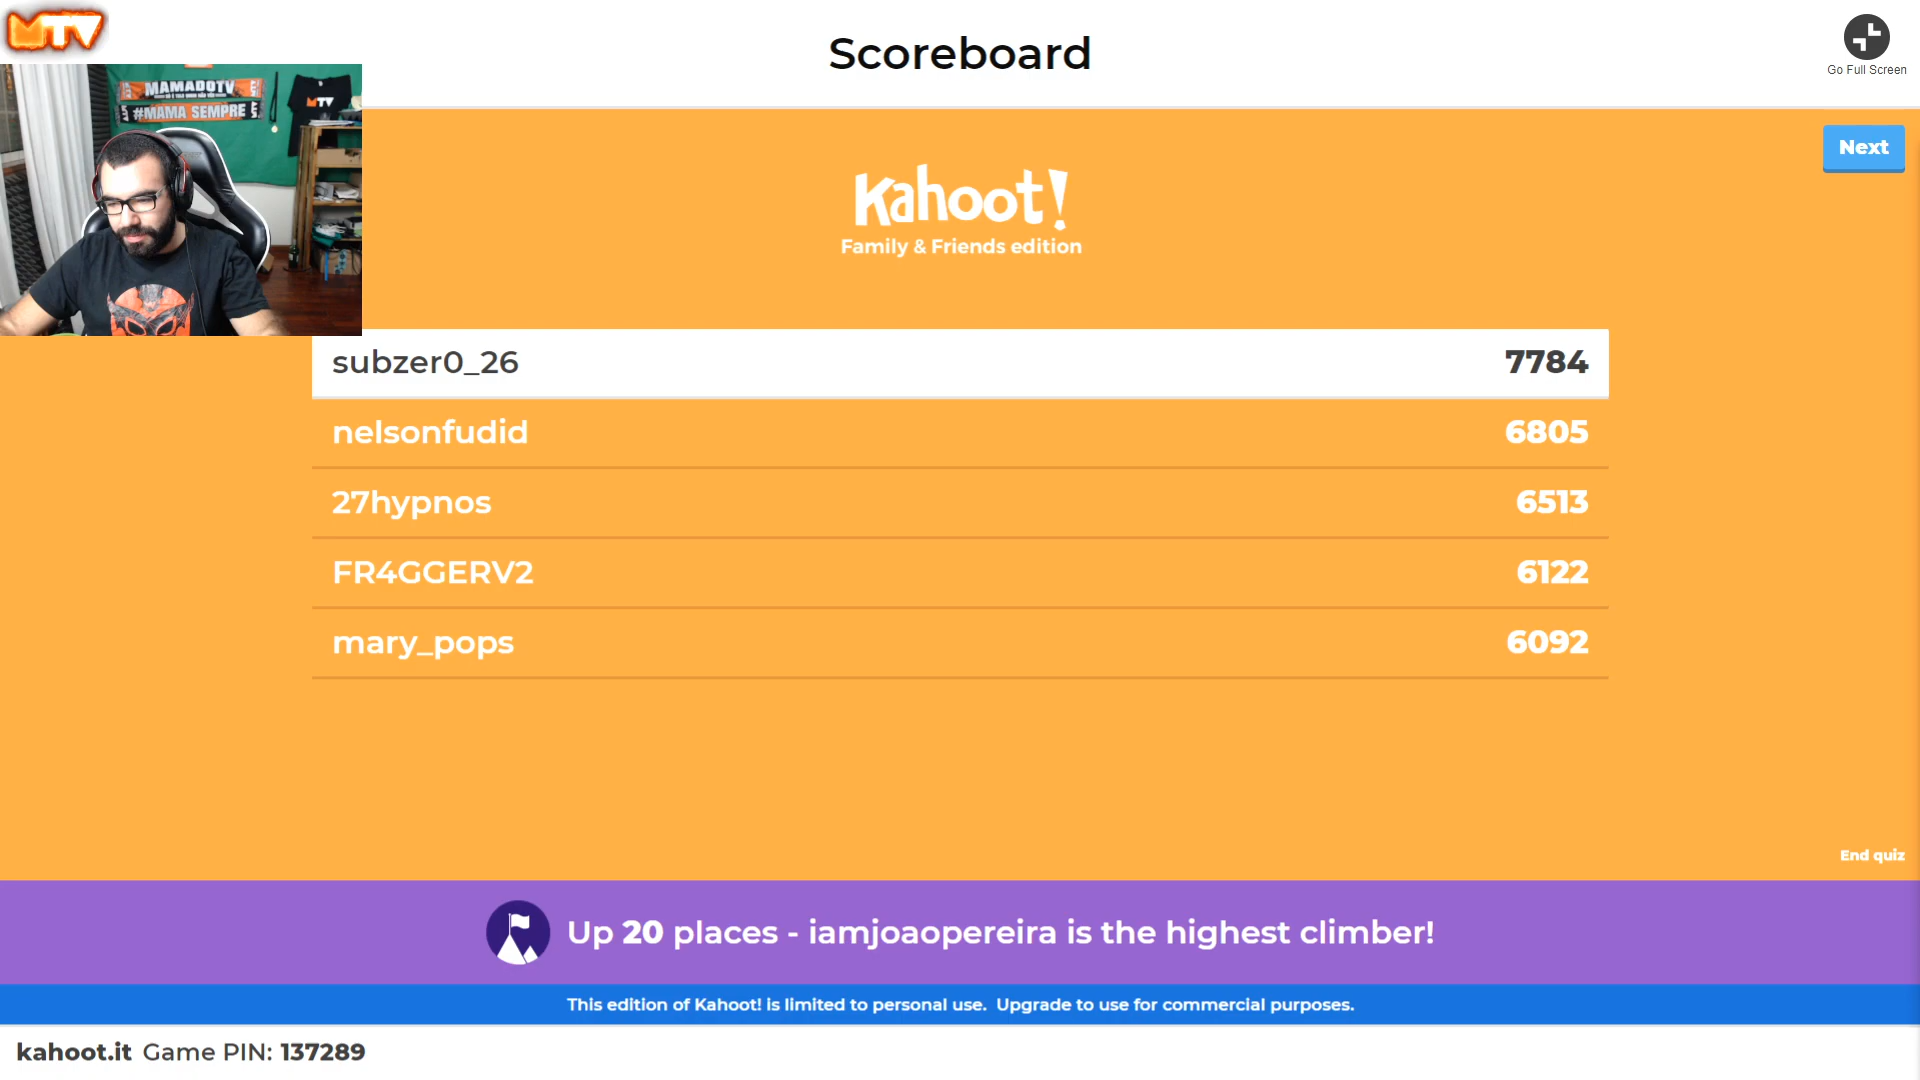 MTV
Scoreboard
Go Full Screen
MAMADOTV
#MAMA SEMPRE
MTV
Next
Kahoot!
Family & Friends edition
subzer0_26 7784
nelsonfudid 6805
27hypnos 6513
FR4GGERV2 6122
mary_pops 6092
End quiz
Up 20 places - iamjoaopereira is the highest climber!
This edition of Kahoot! is limited to personal use. Upgrade to use for commercial purposes.
kahoot.it Game PIN: 137289